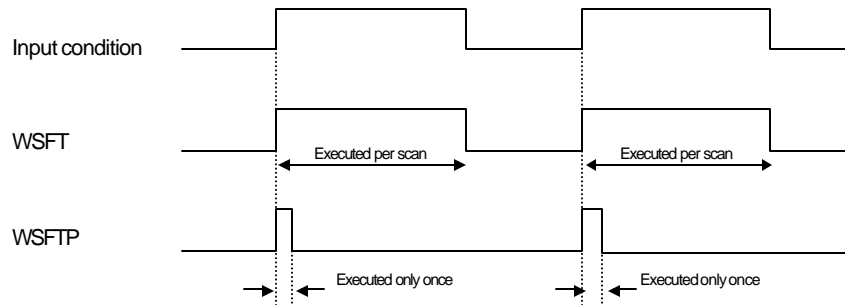 Input condition
WSFT
Executed per scan
Executed per scan
WSFTP
Executed only once
Executed only once